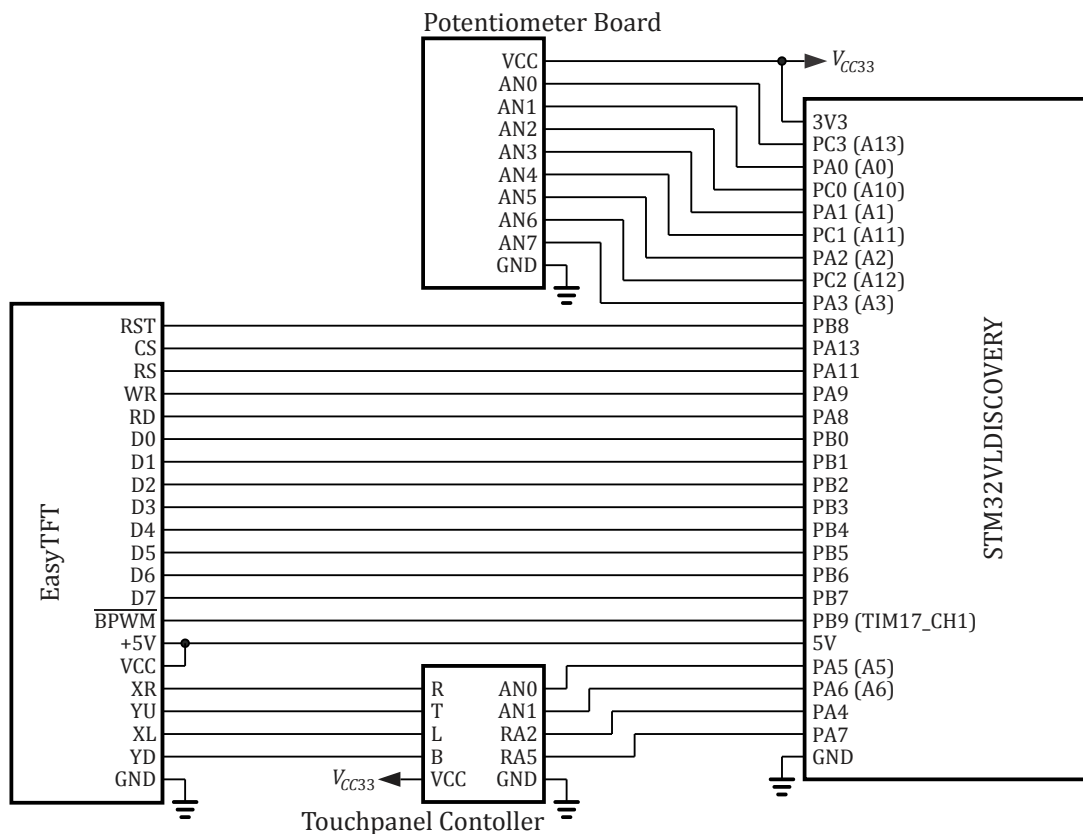 Potentiometer Board
VCC
AN0
AN1
AN2
AN3
AN4
AN5
AN6
AN7
GND
VCC33
3V3
PC3 (A13)
PA0 (A0)
PC0 (A10)
PA1 (A1)
PC1 (A11)
PA2 (A2)
PC2 (A12)
PA3 (A3)
PB8
PA13
PA11
PA9
PA8
PB0
PB1
PB2
PB3
PB4
PB5
PB6
PB7
PB9 (TIM17_CH1)
5V
PA5 (A5)
PA6 (A6)
PA4
PA7
GND
STM32VLDISCOVERY
EasyTFT
RST
CS
RS
WR
RD
D0
D1
D2
D3
D4
D5
D6
D7
BPWM
+5V
VCC
XR
YU
XL
YD
GND
R AN0
T AN1
L RA2
B RA5
VCC33 VCC GND
Touchpanel Contoller